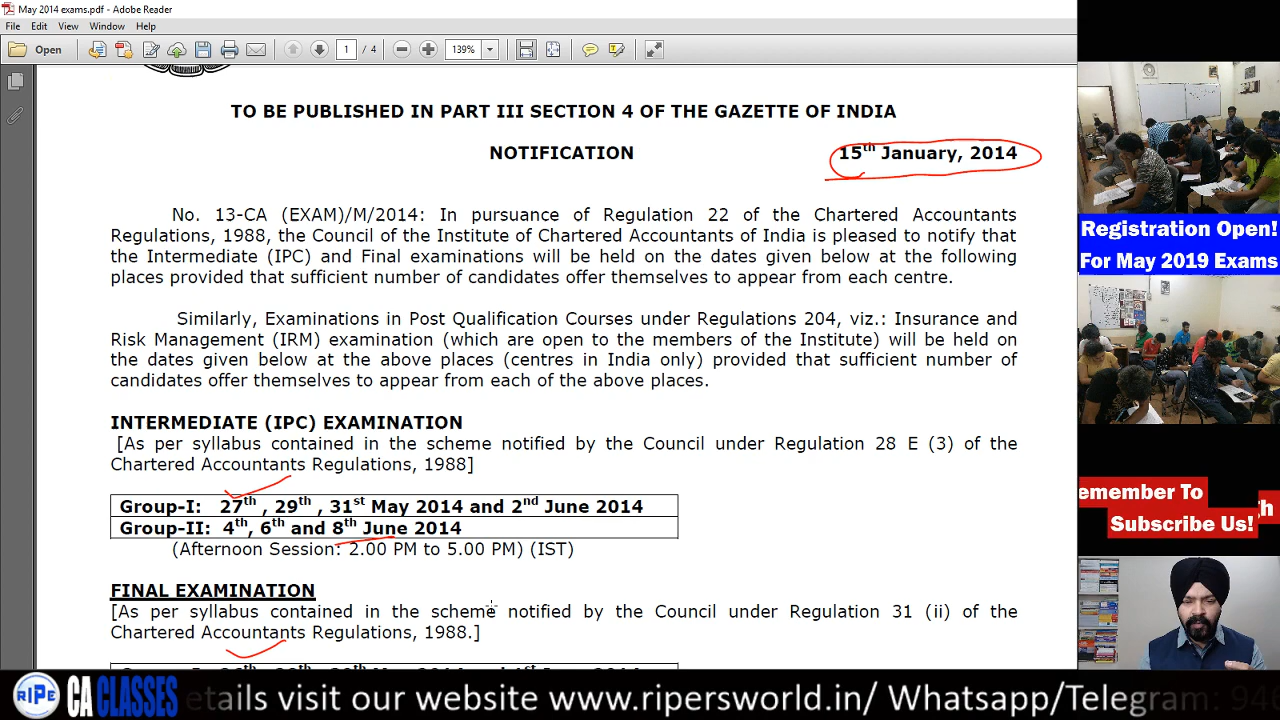 May 2014 exams.pdf - Adobe Reader
File Edit View Window Help
Open 1 / 4 139%
TO BE PUBLISHED IN PART III SECTION 4 OF THE GAZETTE OF INDIA
NOTIFICATION 15th January, 2014
No. 13-CA (EXAM)/M/2014: In pursuance of Regulation 22 of the Chartered Accountants
Regulations, 1988, the Council of the Institute of Chartered Accountants of India is pleased to notify that
the Intermediate (IPC) and Final examinations will be held on the dates given below at the following
places provided that sufficient number of candidates offer themselves to appear from each centre.
Similarly, Examinations in Post Qualification Courses under Regulations 204, viz.: Insurance and
Risk Management (IRM) examination (which are open to the members of the Institute) will be held on
the dates given below at the above places (centres in India only) provided that sufficient number of
candidates offer themselves to appear from each of the above places.
INTERMEDIATE (IPC) EXAMINATION
[As per syllabus contained in the scheme notified by the Council under Regulation 28 E (3) of the
Chartered Accountants Regulations, 1988]
Group-I: 27th , 29th , 31st May 2014 and 2nd June 2014
Group-II: 4th, 6th and 8th June 2014
(Afternoon Session: 2.00 PM to 5.00 PM) (IST)
FINAL EXAMINATION
[As per syllabus contained in the scheme notified by the Council under Regulation 31 (ii) of the
Chartered Accountants Regulations, 1988.]
Registration Open!
For May 2019 Exams
emember To
Subscribe Us!
RIPE
CA CLASSES
etails visit our website www.ripersworld.in/ Whatsapp/Telegram: 940